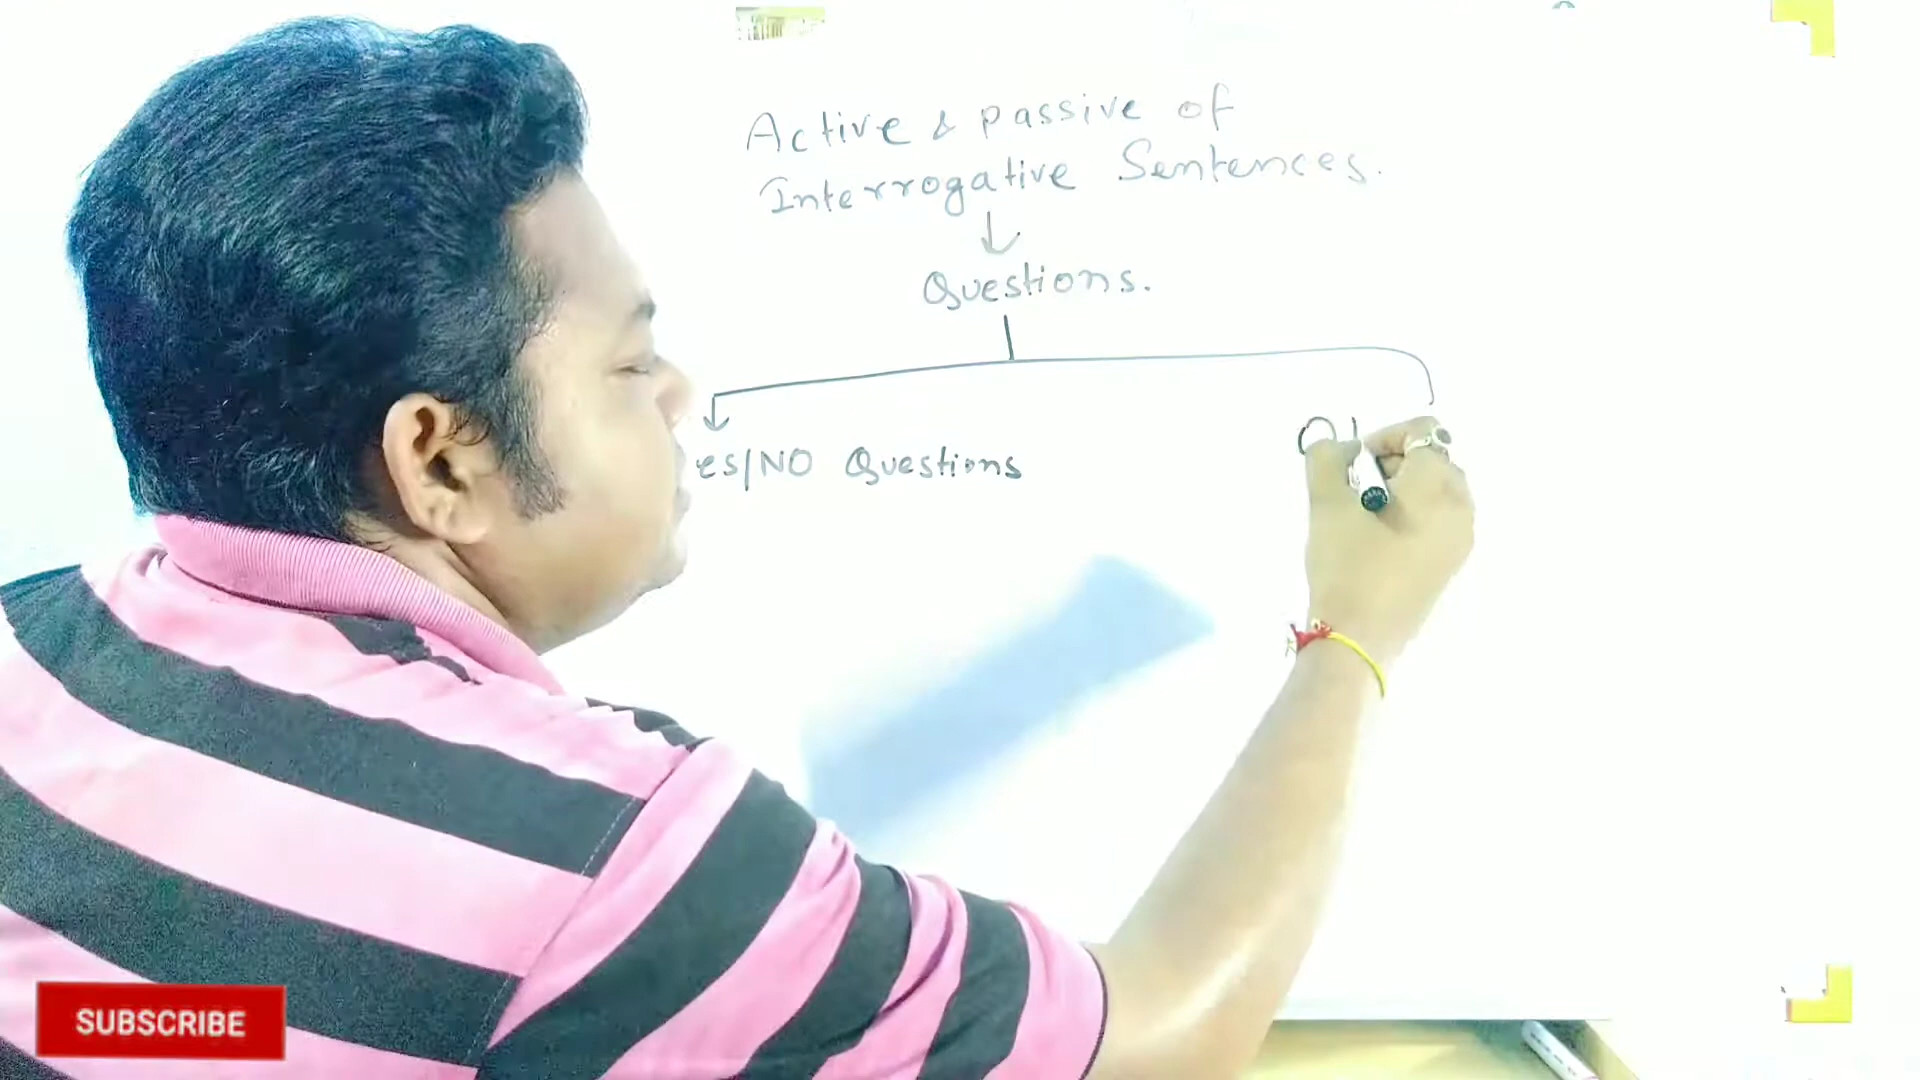 Active & passive of
Interrogative Sentences.
Questions.
es/NO Questions
SUBSCRIBE